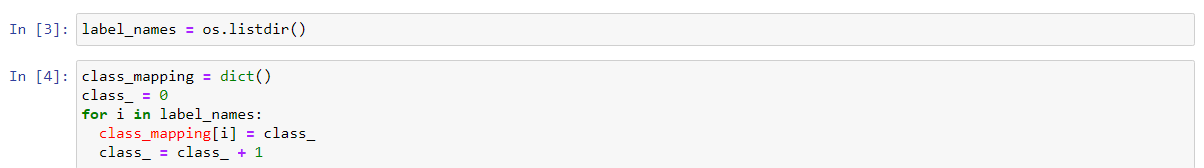 In [3]: label_names = os.listdir()
In [4]: class_mapping = dict()
class_ = 0
for i in label_names:
  class_mapping[i] = class_
  class_ = class_ + 1